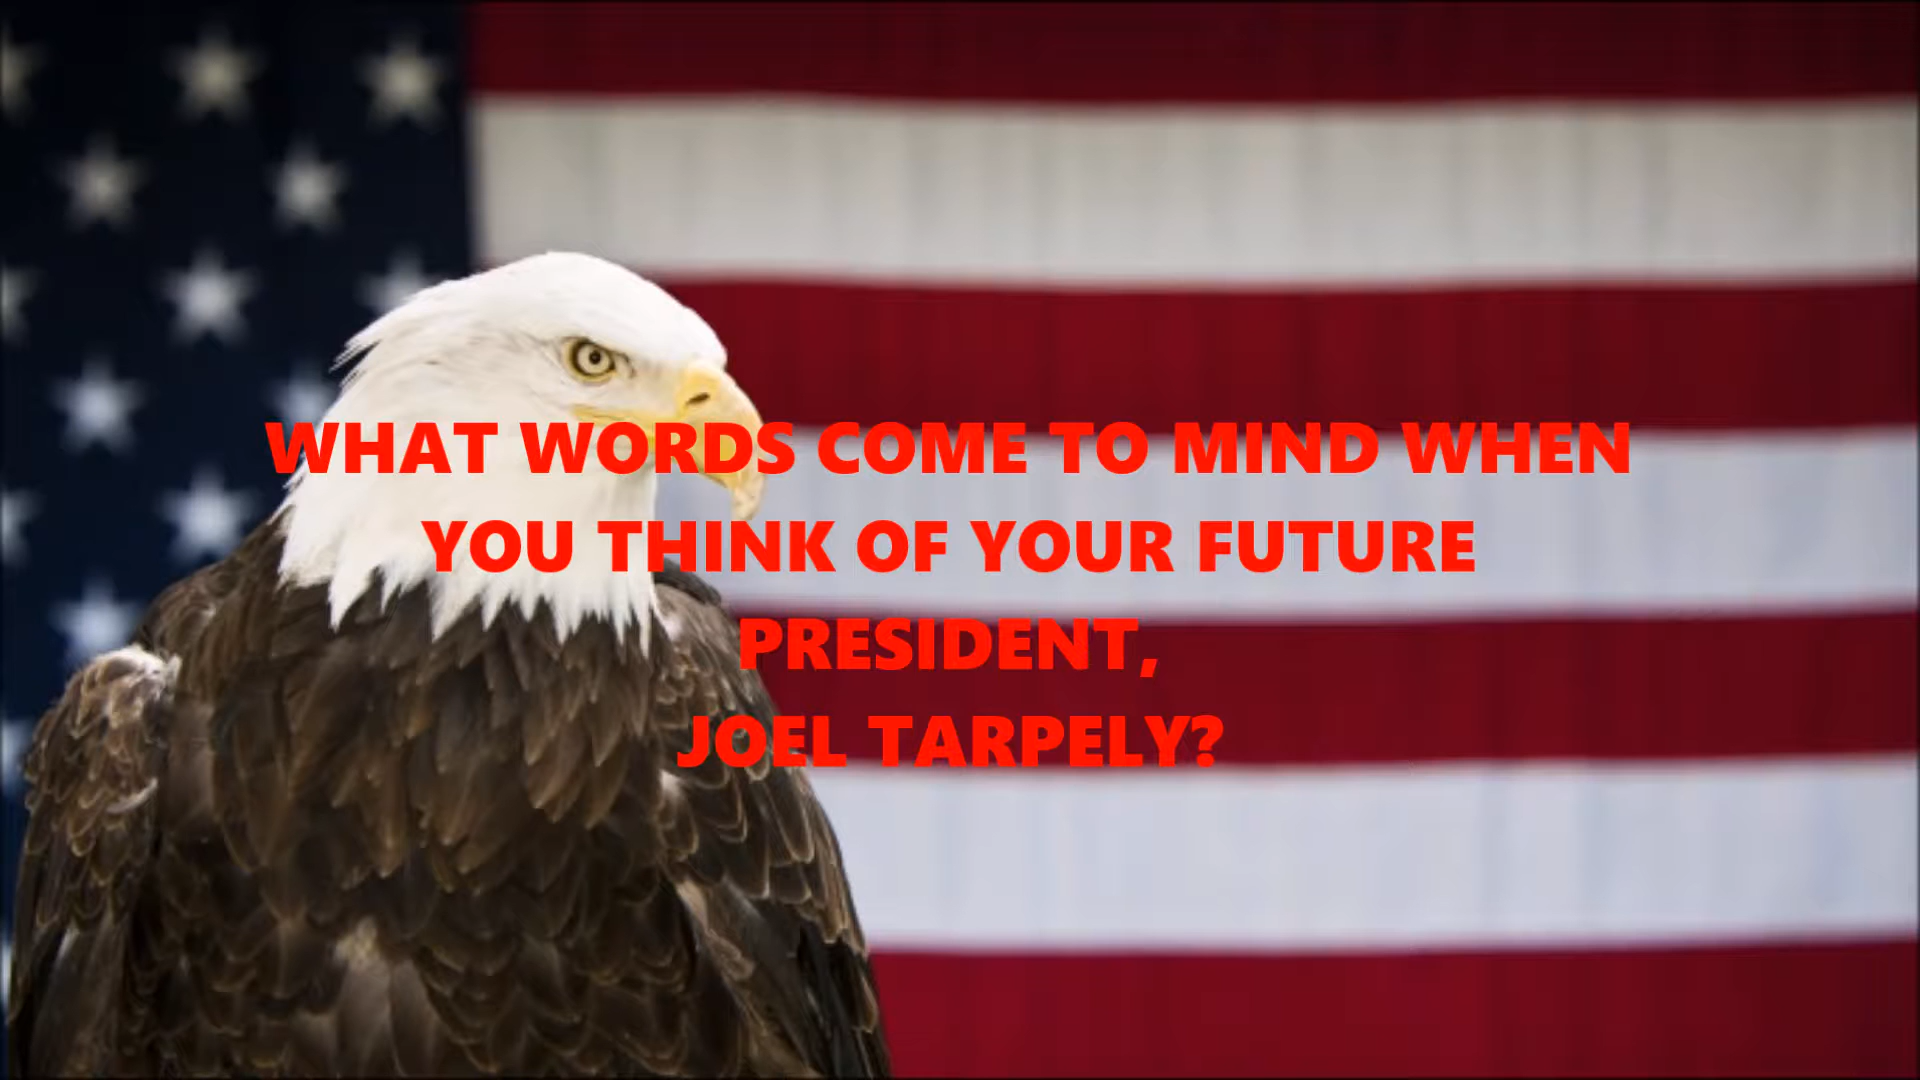 WHAT WORDS COME TO MIND WHEN
YOU THINK OF YOUR FUTURE
PRESIDENT,
JOEL TARPELY?